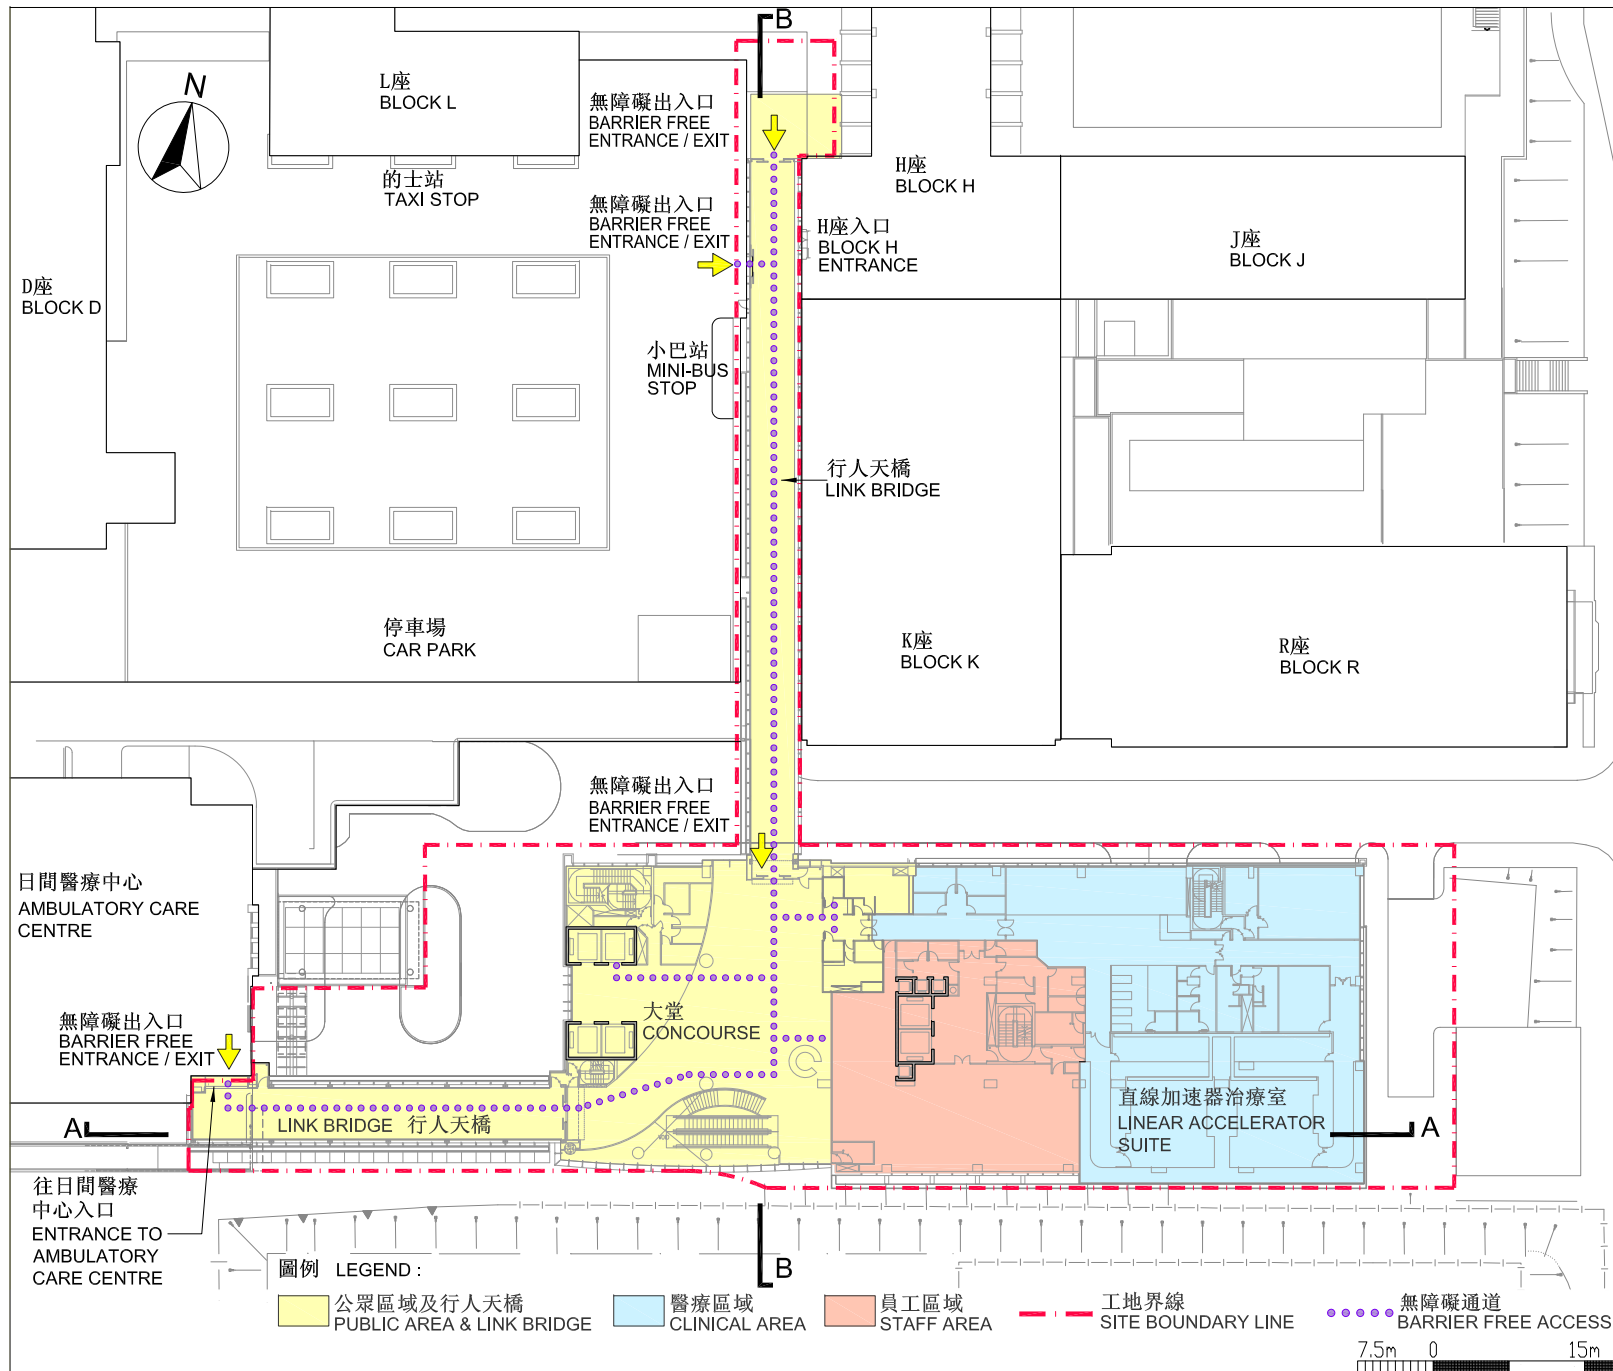 B
L座
BLOCK L
N
無障礙出入口
BARRIER FREE
ENTRANCE / EXIT
的士站
TAXI STOP
H座
BLOCK H
無障礙出入口
BARRIER FREE
ENTRANCE / EXIT
H座入口
BLOCK H
ENTRANCE
J座
BLOCK J
D座
BLOCK D
小巴站
MINI-BUS
STOP
行人天橋
LINK BRIDGE
停車場
CAR PARK
K座
BLOCK K
R座
BLOCK R
無障礙出入口
BARRIER FREE
ENTRANCE / EXIT
日間醫療中心
AMBULATORY CARE
CENTRE
大堂
CONCOURSE
無障礙出入口
BARRIER FREE
ENTRANCE / EXIT
直線加速器治療室
LINEAR ACCELERATOR
SUITE
A
LINK BRIDGE 行人天橋
A
往日間醫療
中心入口
ENTRANCE TO
AMBULATORY
CARE CENTRE
B
圖例 LEGEND :
公眾區域及行人天橋
PUBLIC AREA & LINK BRIDGE
醫療區域
CLINICAL AREA
員工區域
STAFF AREA
工地界線
SITE BOUNDARY LINE
無障礙通道
BARRIER FREE ACCESS
7.5m 0 15m